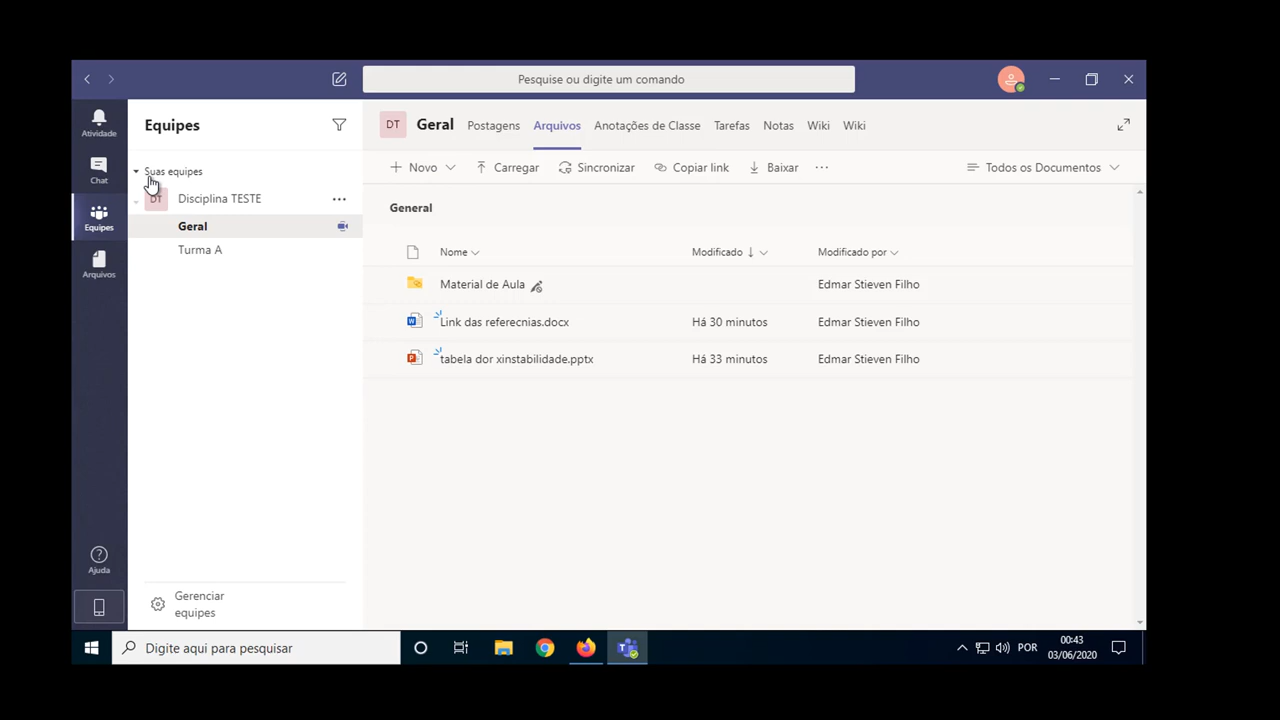 Pesquise ou digite um comando
Atividade
Chat
Equipes
Arquivos
Ajuda
Equipes
Suas equipes
DT Disciplina TESTE
Geral
Turma A
Gerenciar
equipes
DT Geral Postagens Arquivos Anotações de Classe Tarefas Notas Wiki Wiki
Novo Carregar Sincronizar Copiar link Baixar Todos os Documentos
General
Nome Modificado Modificado por
Material de Aula Edmar Stieven Filho
Link das referecnias.docx Há 30 minutos Edmar Stieven Filho
tabela dor xinstabilidade.pptx Há 33 minutos Edmar Stieven Filho
Digite aqui para pesquisar
POR
00:43
03/06/2020